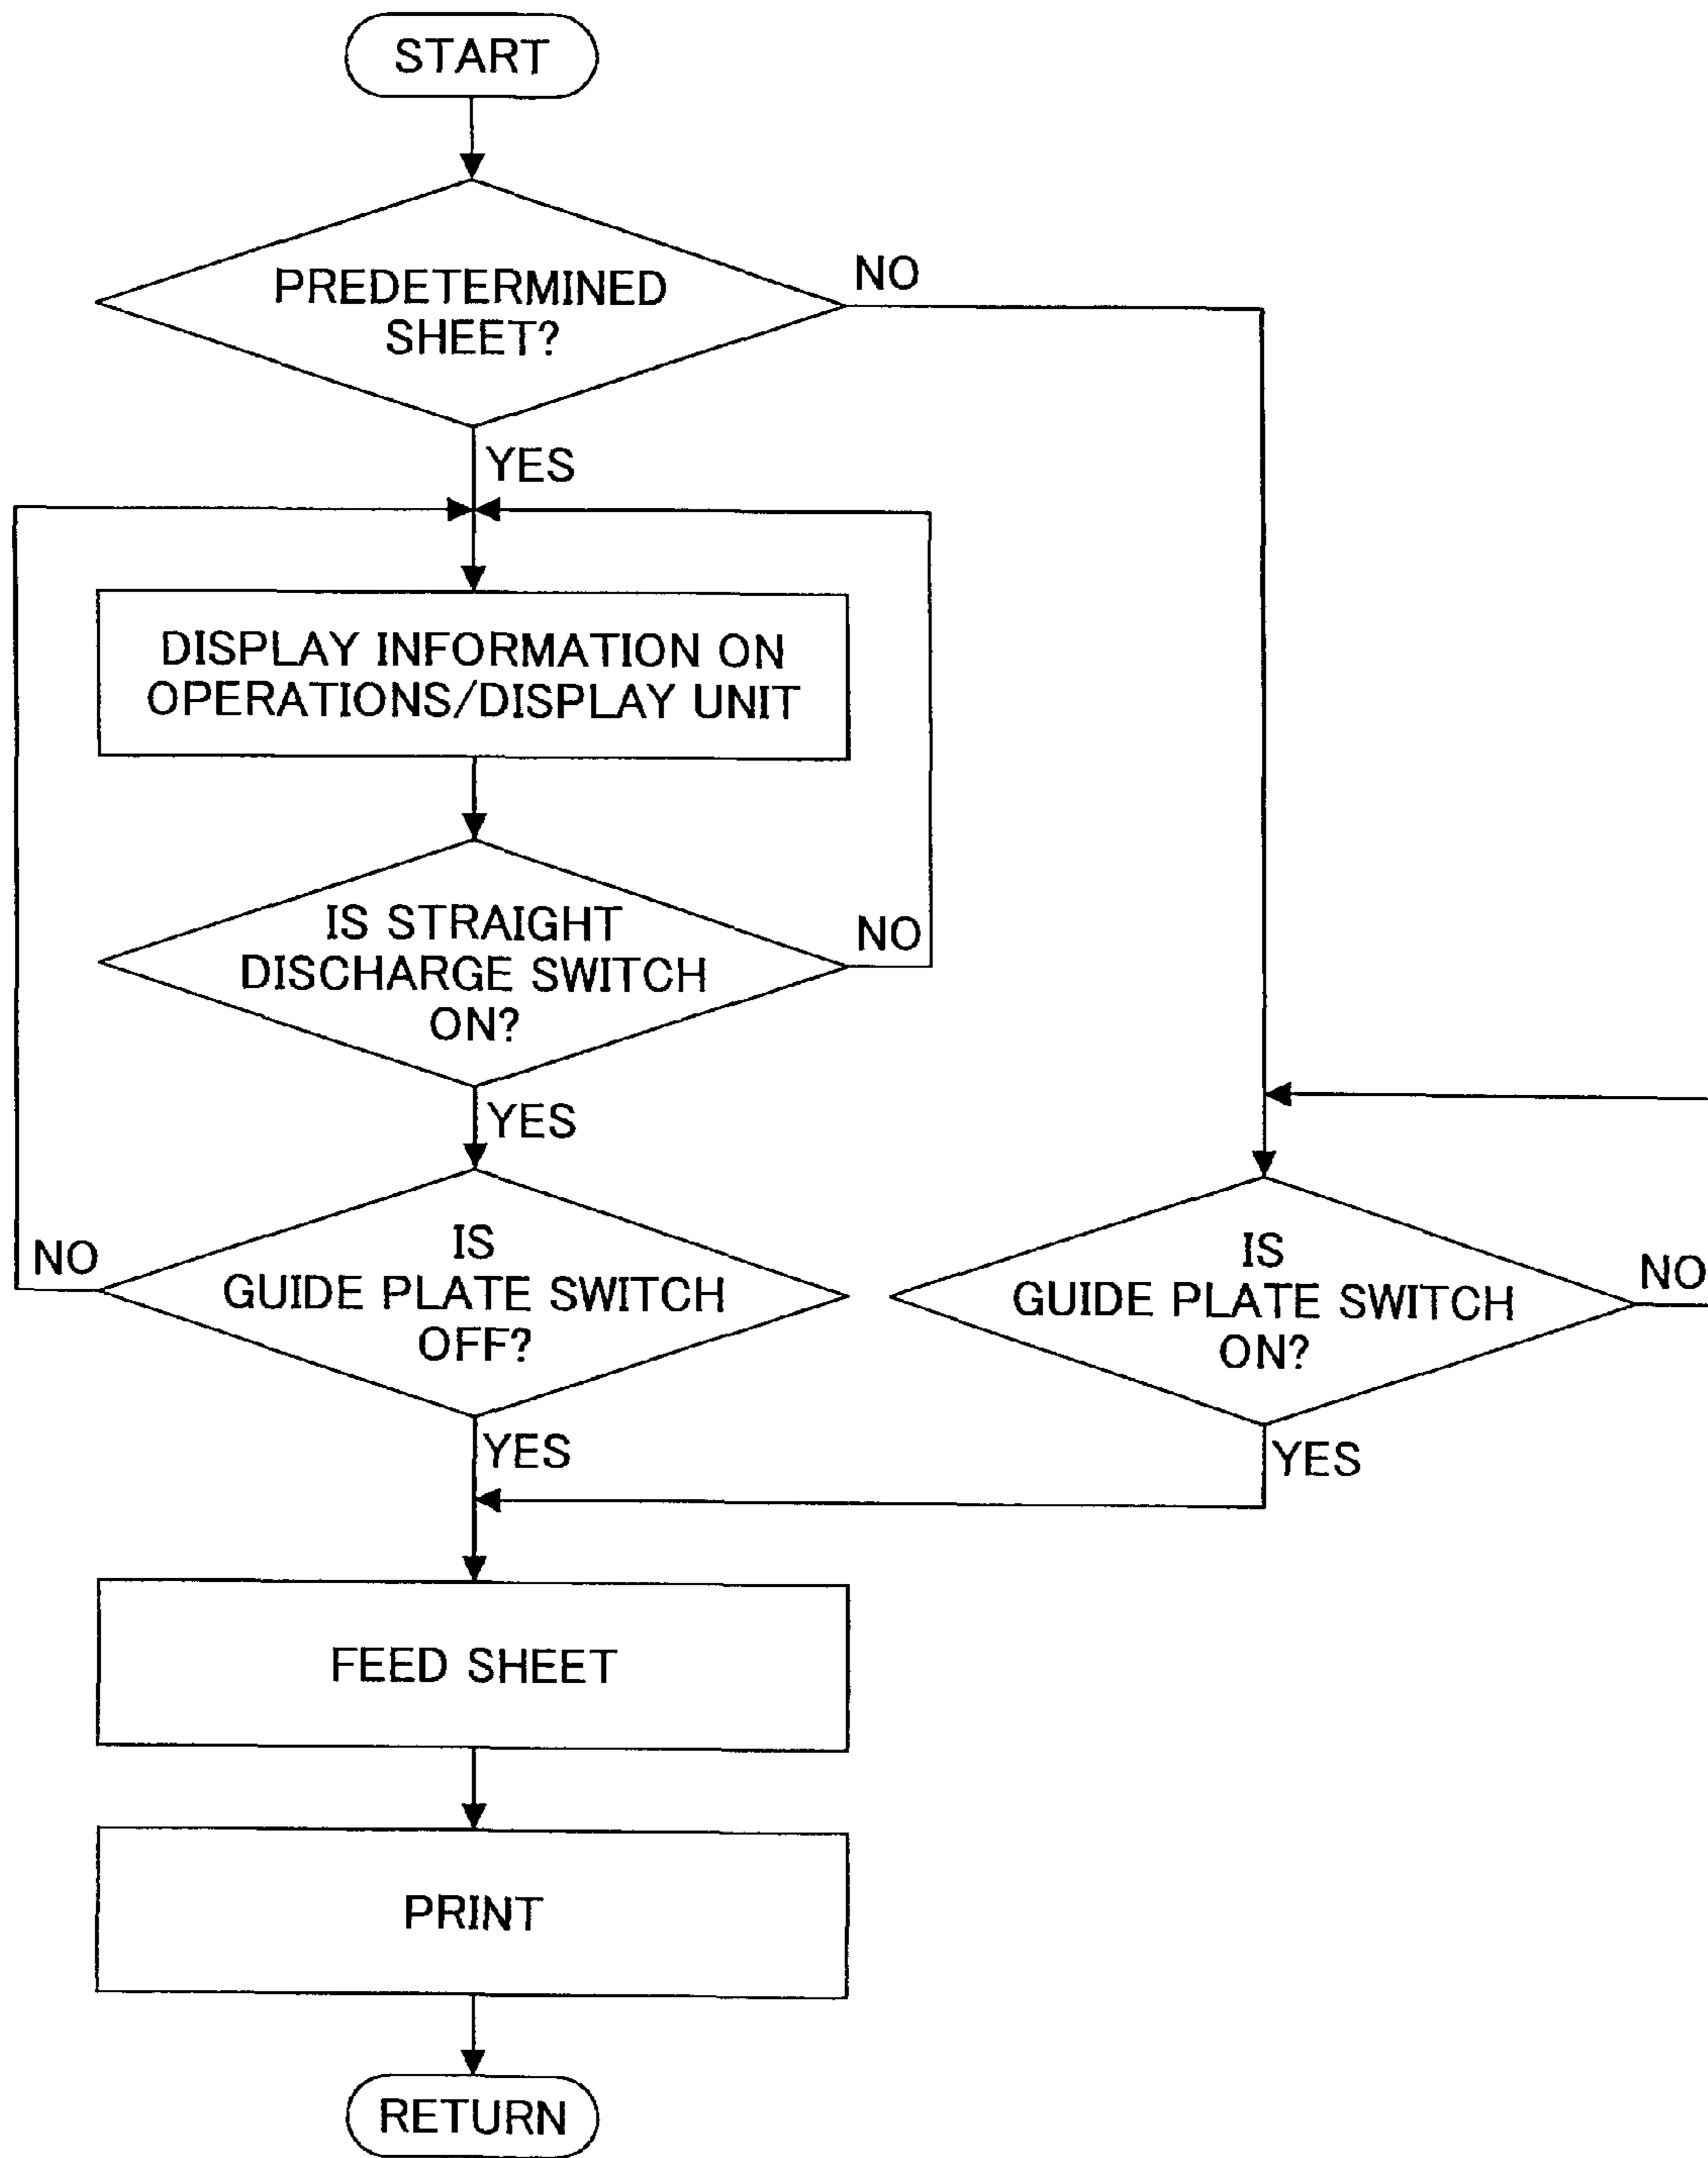 START
PREDETERMINED
SHEET?
NO
YES
DISPLAY INFORMATION ON
OPERATIONS/DISPLAY UNIT
IS STRAIGHT
DISCHARGE SWITCH
ON?
NO
YES
IS
GUIDE PLATE SWITCH
OFF?
NO
YES
IS
GUIDE PLATE SWITCH
ON?
NO
YES
FEED SHEET
PRINT
RETURN